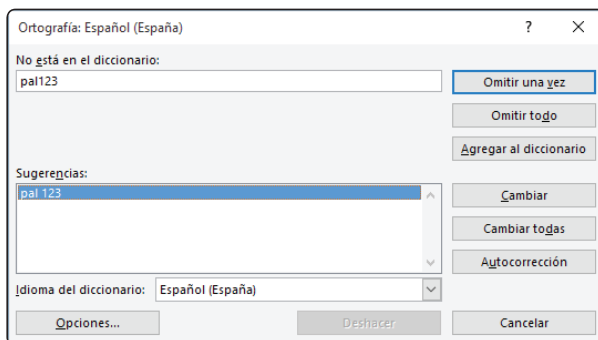 Ortografía: Español (España)
?
No está en el diccionario:
pal123
Omitir una vez
Omitir todo
Agregar al diccionario
Sugerencias:
pal 123
Cambiar
Cambiar todas
Autocorrección
Idioma del diccionario: Español (España)
Opciones... Deshacer Cancelar